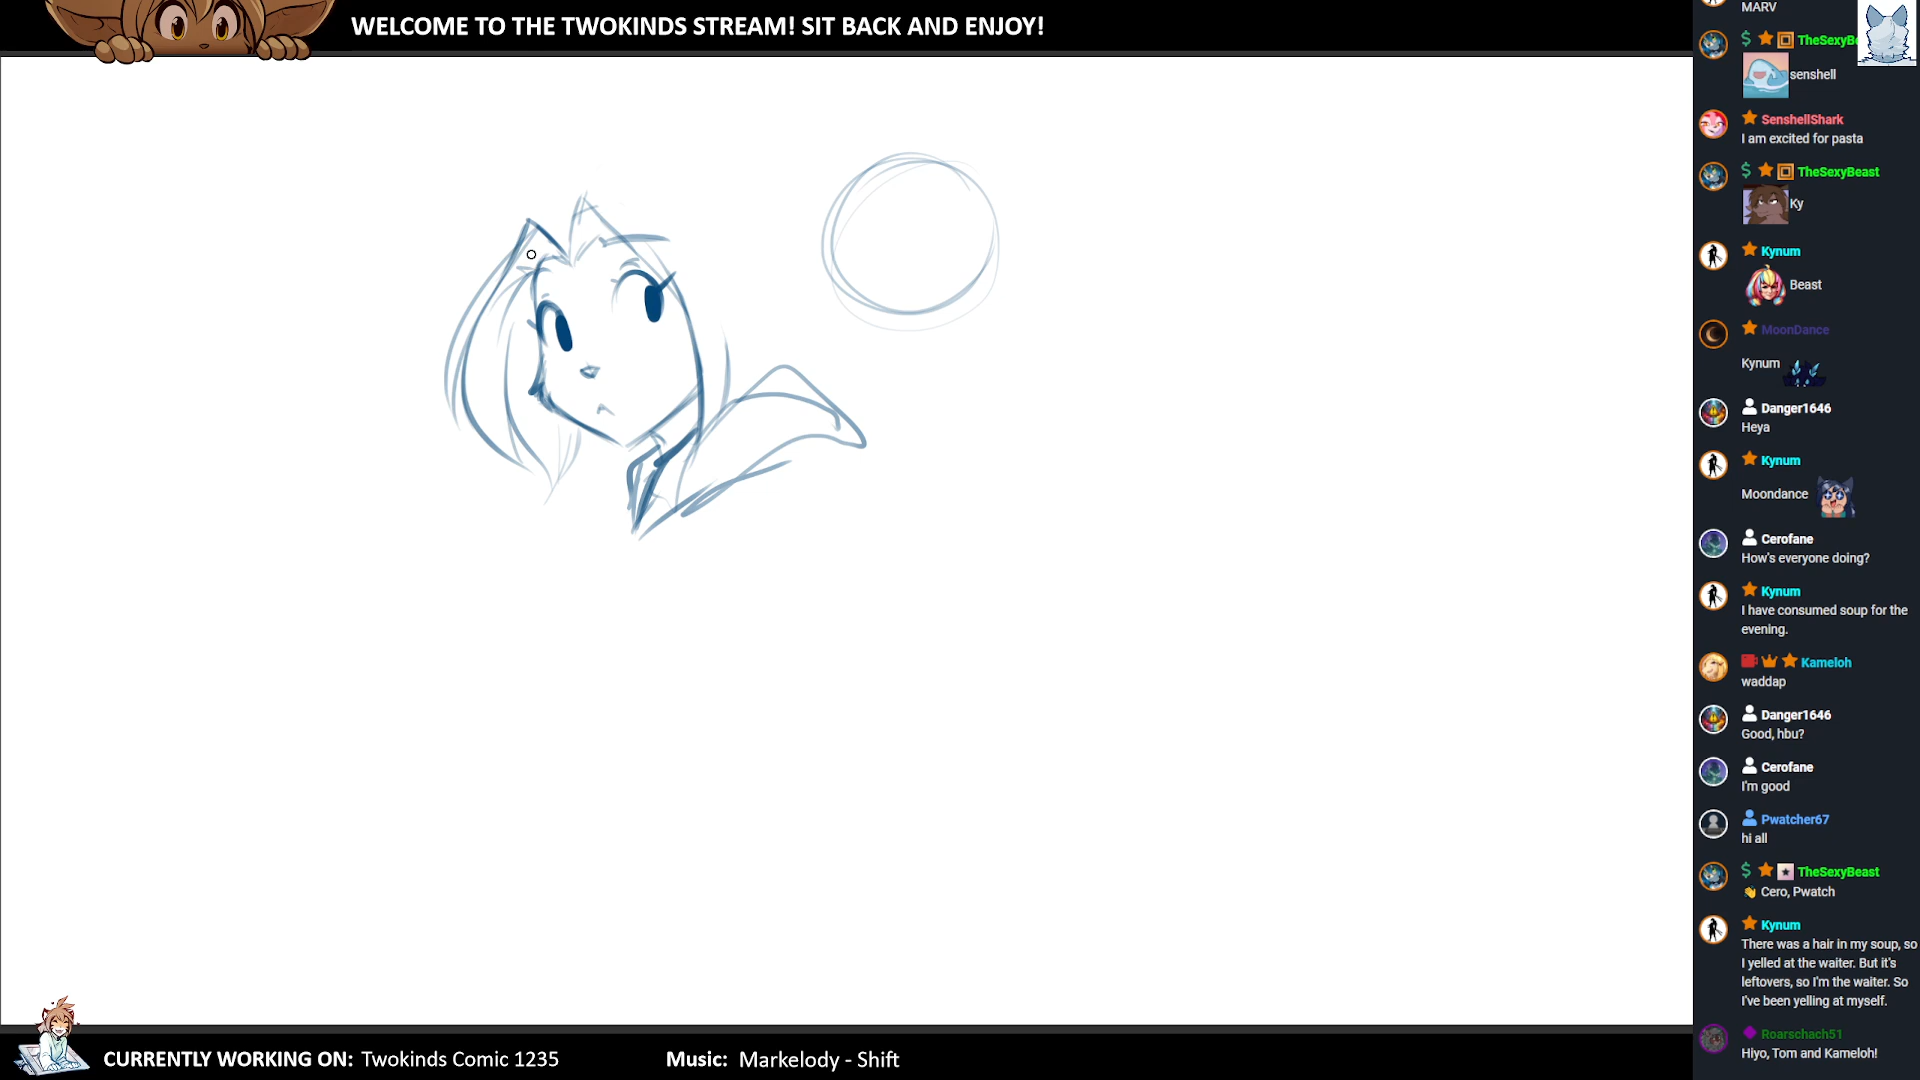 WELCOME TO THE TWOKINDS STREAM! SIT BACK AND ENJOY!
MARV
TheSexyBe
senshell
SenshellShark
I am excited for pasta
TheSexyBeast
Ky
Kynum
Beast
MoonDance
Kynum
Danger1646
Heya
Kynum
Moondance
Cerofane
How's everyone doing?
Kynum
I have consumed soup for the
evening.
Kameloh
waddap
Danger1646
Good, hbu?
Cerofane
I'm good
Pwatcher67
hi all
TheSexyBeast
👋 Cero, Pwatch
Kynum
There was a hair in my soup, so
I yelled at the waiter. But it's
leftovers, so I'm the waiter. So
I've been yelling at myself.
Roarschach51
Hiyo, Tom and Kameloh!
CURRENTLY WORKING ON: Twokinds Comic 1235
Music: Markelody - Shift